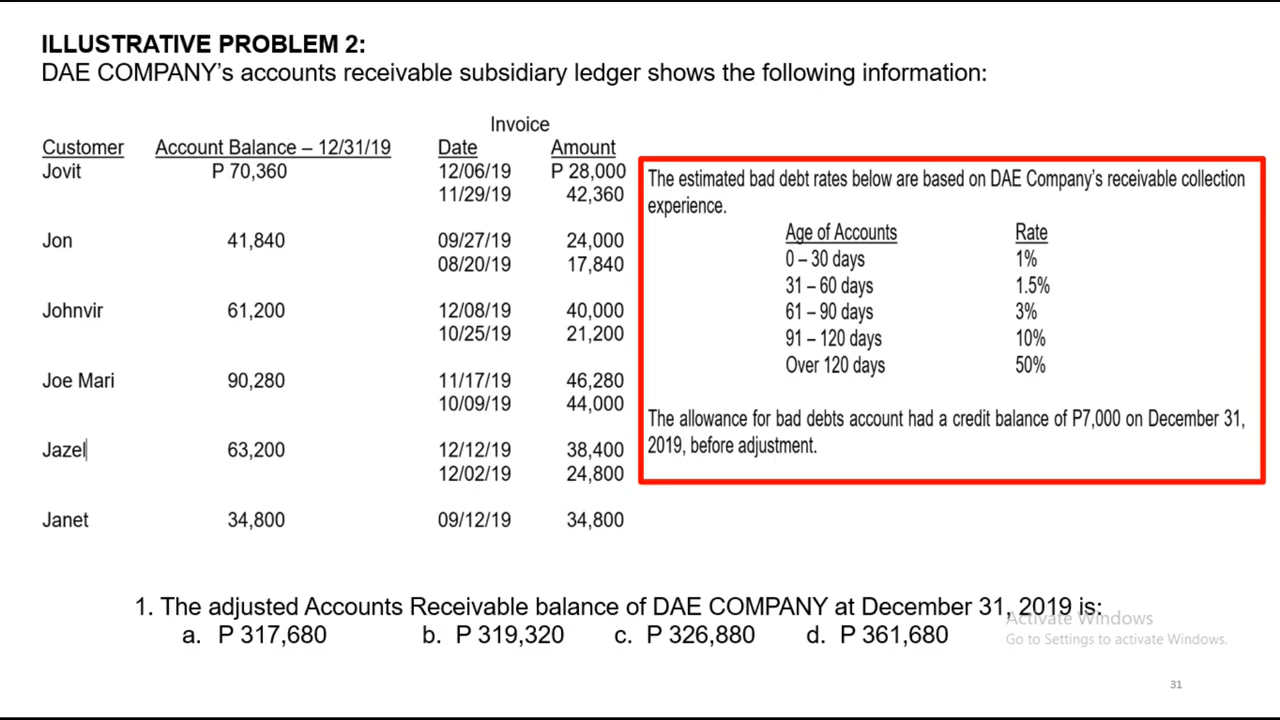 ILLUSTRATIVE PROBLEM 2:
DAE COMPANY's accounts receivable subsidiary ledger shows the following information:
Invoice
Customer Account Balance – 12/31/19 Date Amount
Jovit P 70,360 12/06/19 P 28,000
11/29/19 42,360
Jon 41,840 09/27/19 24,000
08/20/19 17,840
Johnvir 61,200 12/08/19 40,000
10/25/19 21,200
Joe Mari 90,280 11/17/19 46,280
10/09/19 44,000
Jazel 63,200 12/12/19 38,400
12/02/19 24,800
Janet 34,800 09/12/19 34,800
The estimated bad debt rates below are based on DAE Company's receivable collection
experience.
Age of Accounts Rate
0 – 30 days 1%
31 – 60 days 1.5%
61 – 90 days 3%
91 – 120 days 10%
Over 120 days 50%
The allowance for bad debts account had a credit balance of P7,000 on December 31,
2019, before adjustment.
1. The adjusted Accounts Receivable balance of DAE COMPANY at December 31, 2019 is:
a. P 317,680 b. P 319,320 c. P 326,880 d. P 361,680
Activate Windows
Go to Settings to activate Windows.
31